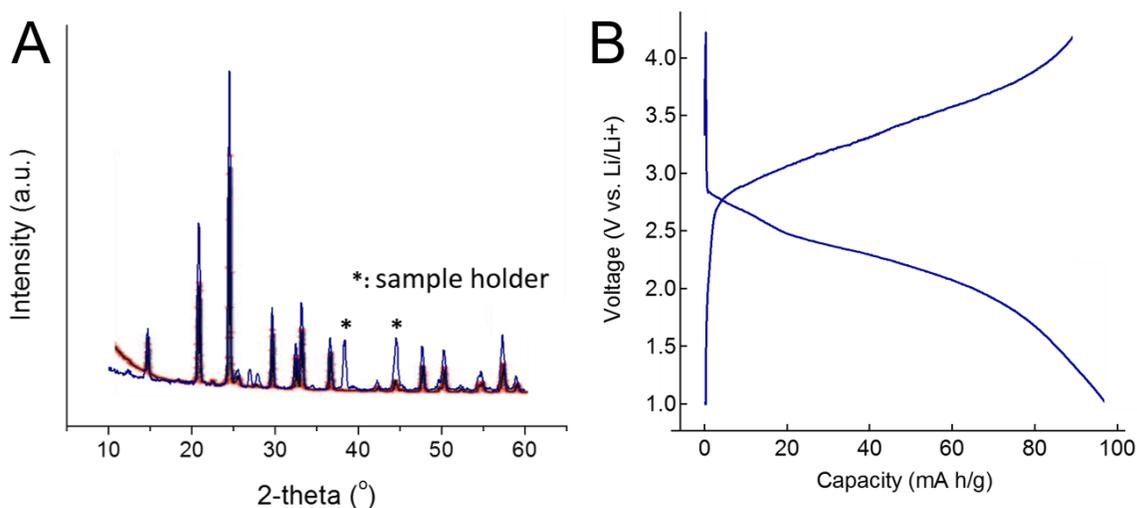 A
Intensity (a.u.)
*: sample holder
* *
10 20 30 40 50 60
2-theta (°)
B
Voltage (V vs. Li/Li+)
4.0
3.5
3.0
2.5
2.0
1.5
1.0
0 20 40 60 80 100
Capacity (mA h/g)